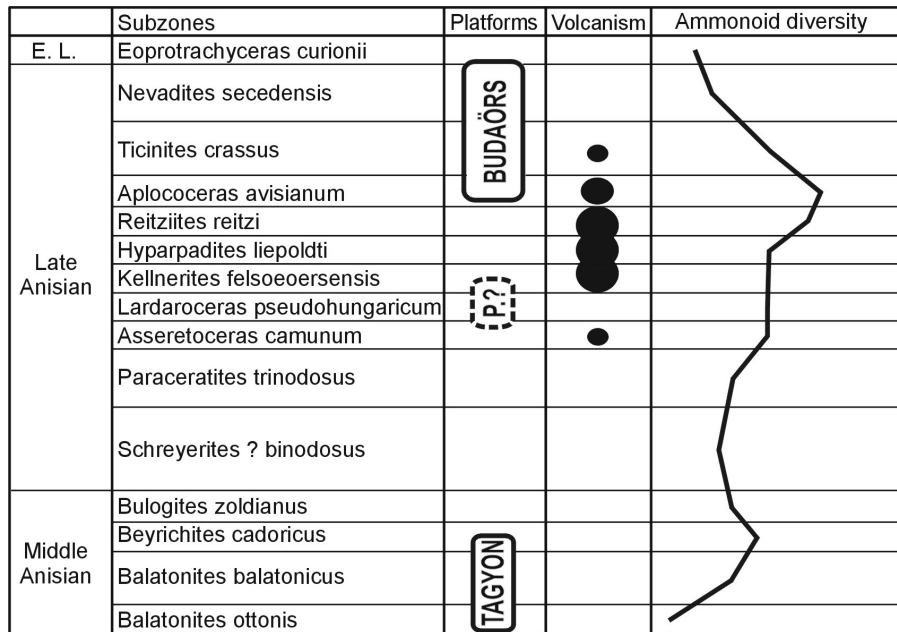 Subzones
Platforms
Volcanism
Ammonoid diversity
E. L.
Eoprotrachyceras curionii
Late
Anisian
Nevadites secedensis
Ticinites crassus
Aplococeras avisianum
Reitziites reitzi
Hyparpadites liepoldti
Kellnerites felsoeoersensis
Lardaroceras pseudohungaricum
Asseretoceras camunum
Paraceratites trinodosus
Schreyerites ? binodosus
Middle
Anisian
Bulogites zoldianus
Beyrichites cadoricus
Balatonites balatonicus
Balatonites ottonis
BUDAÖRS
P.?
TAGYON